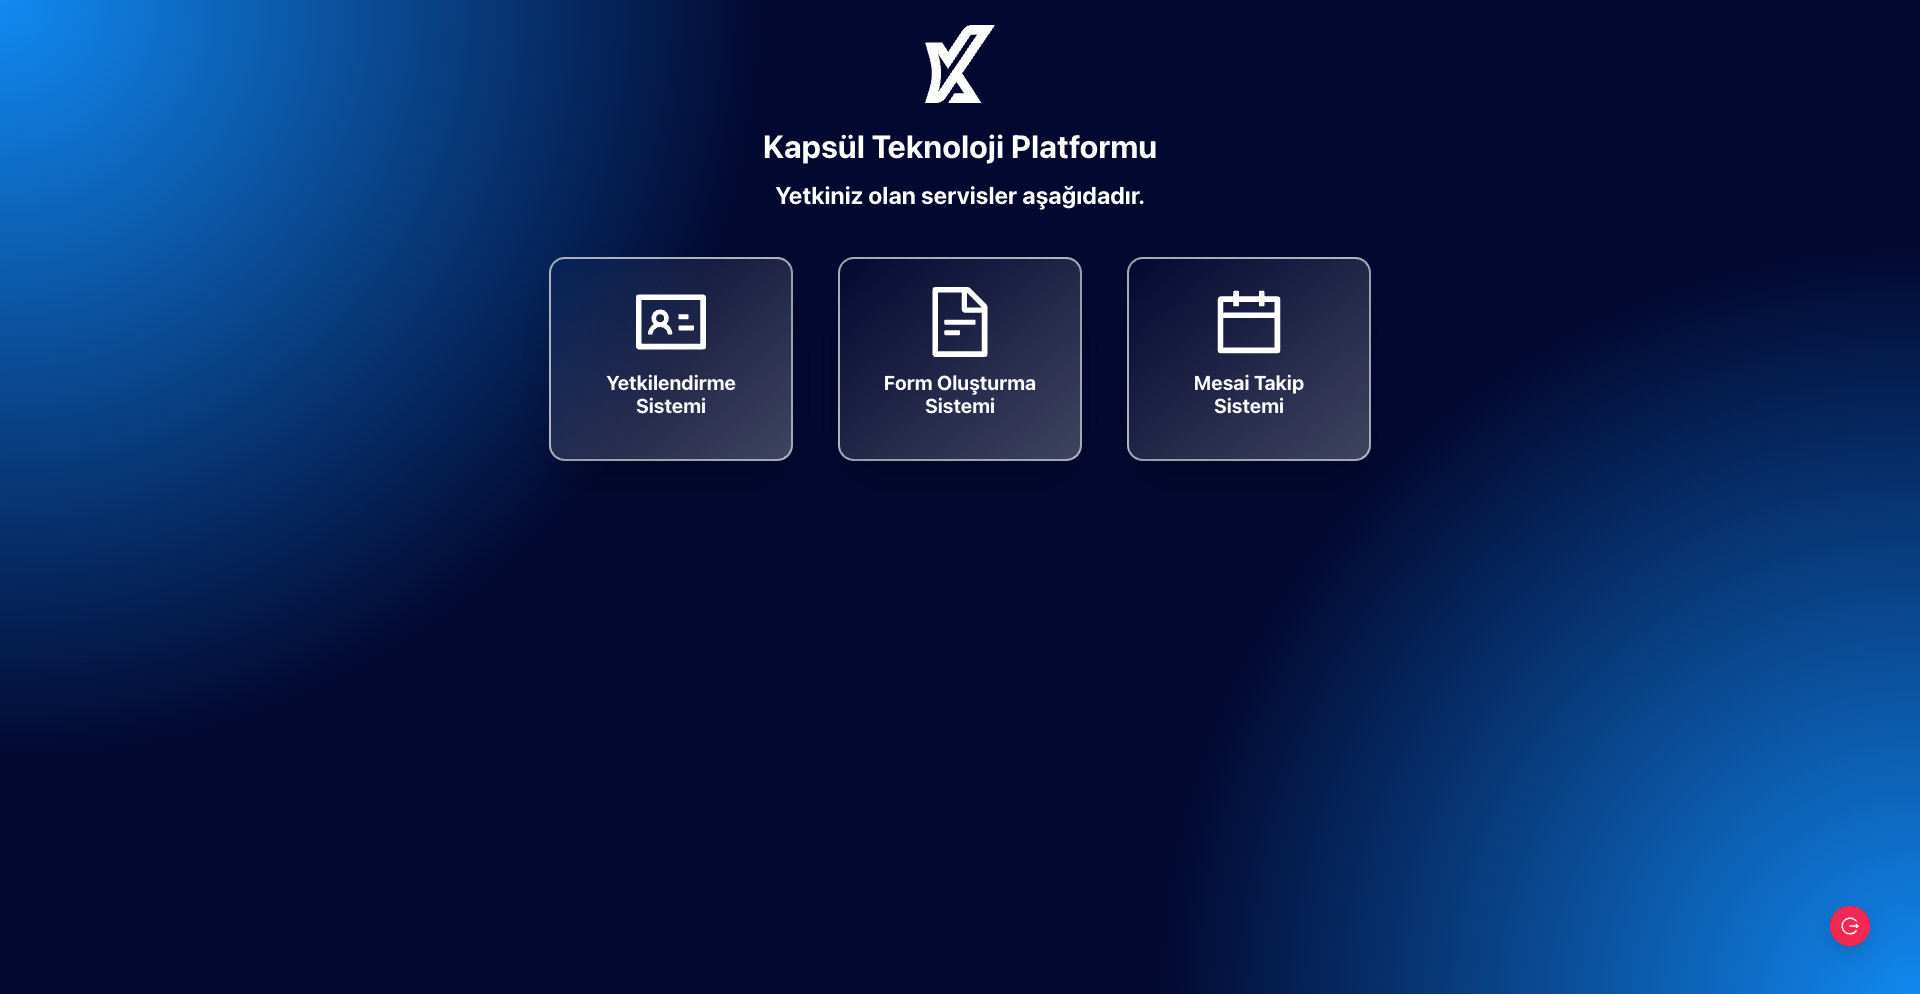 Kapsül Teknoloji Platformu
Yetkiniz olan servisler aşağıdadır.
Yetkilendirme
Sistemi
Form Oluşturma
Sistemi
Mesai Takip
Sistemi